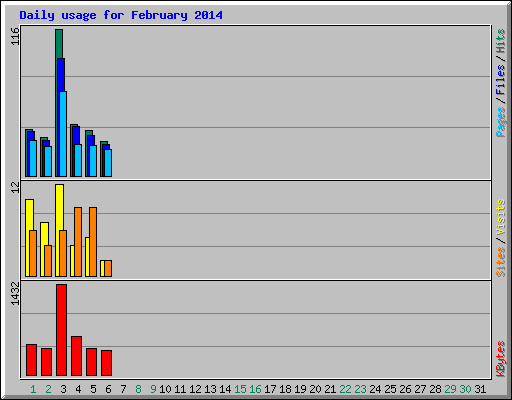 Daily usage for February 2014
116
Pages / Files / Hits
12
Sites / Visits
1432
KBytes
1 2 3 4 5 6 7 8 9 10 11 12 13 14 15 16 17 18 19 20 21 22 23 24 25 26 27 28 29 30 31